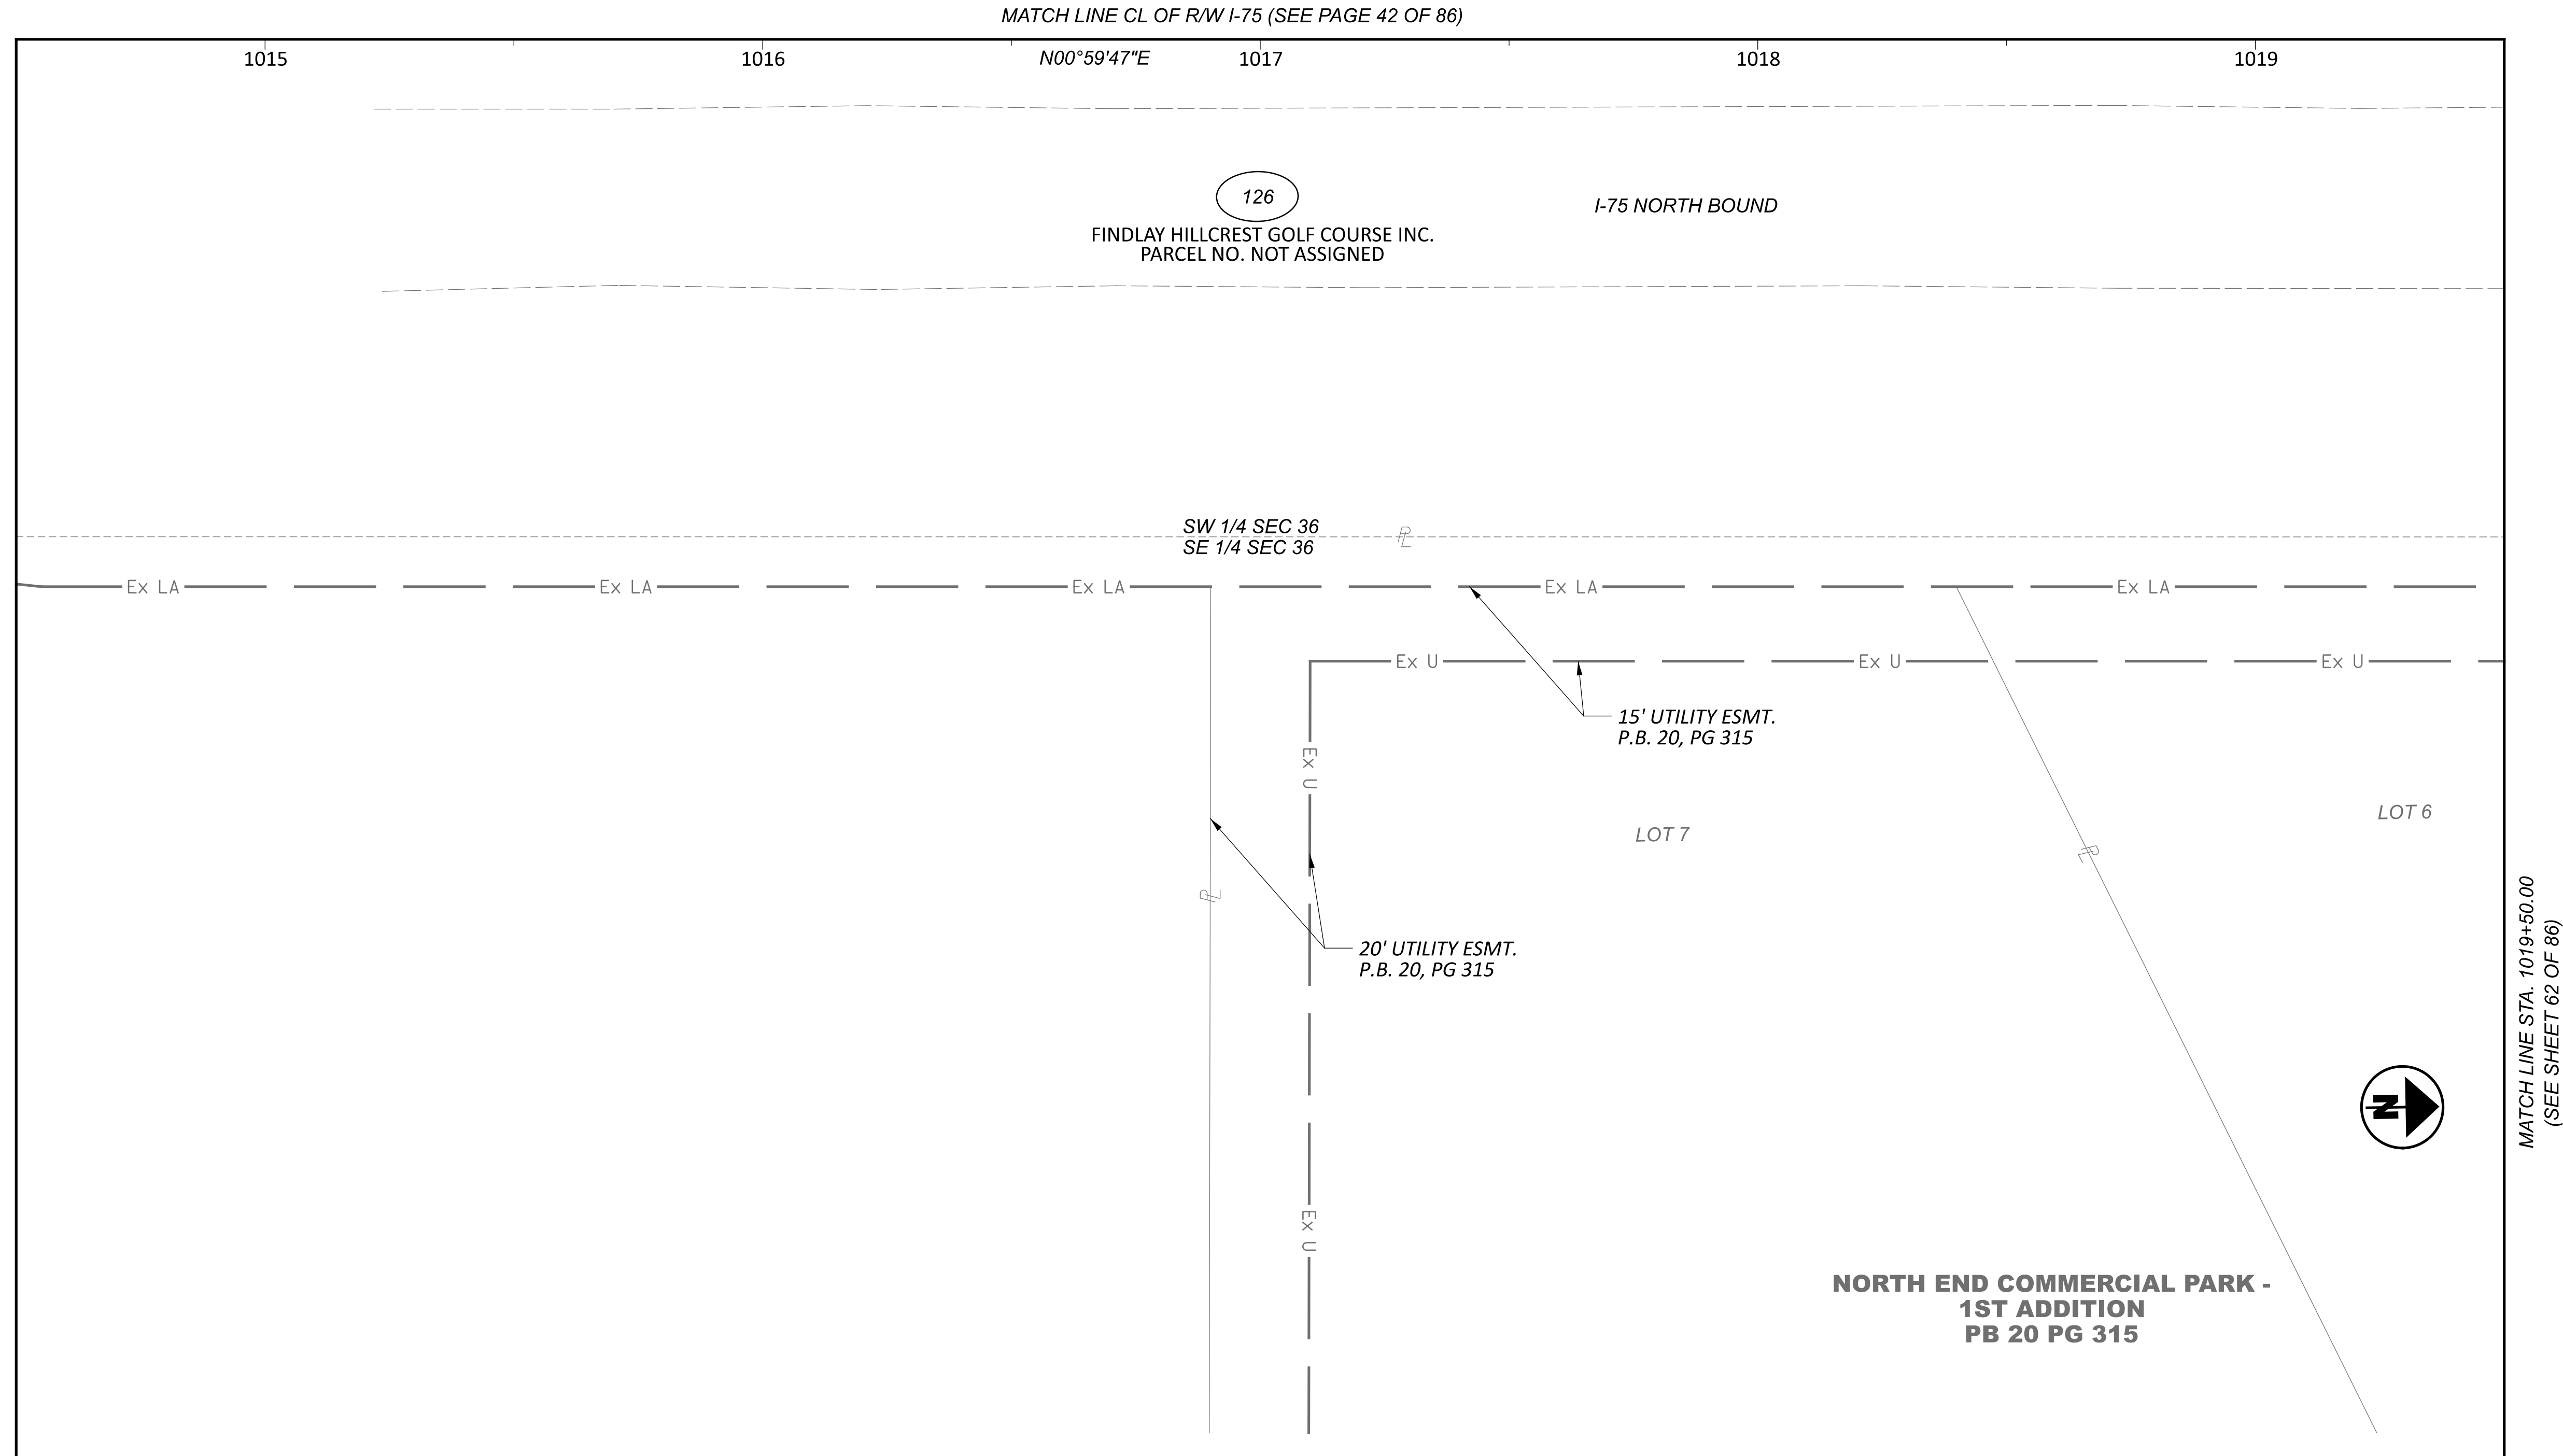 MATCH LINE CL OF R/W I-75 (SEE PAGE 42 OF 86)
1015
1016
N00°59'47"E
1017
1018
1019
126
FINDLAY HILLCREST GOLF COURSE INC.
PARCEL NO. NOT ASSIGNED
I-75 NORTH BOUND
SW 1/4 SEC 36
SE 1/4 SEC 36
PL
Ex LA
Ex LA
Ex LA
Ex LA
Ex LA
Ex U
Ex U
Ex U
15' UTILITY ESMT.
P.B. 20, PG 315
Ex U
LOT 7
LOT 6
PL
PL
20' UTILITY ESMT.
P.B. 20, PG 315
MATCH LINE STA. 1019+50.00
(SEE SHEET 62 OF 86)
N
Ex U
NORTH END COMMERCIAL PARK -
1ST ADDITION
PB 20 PG 315